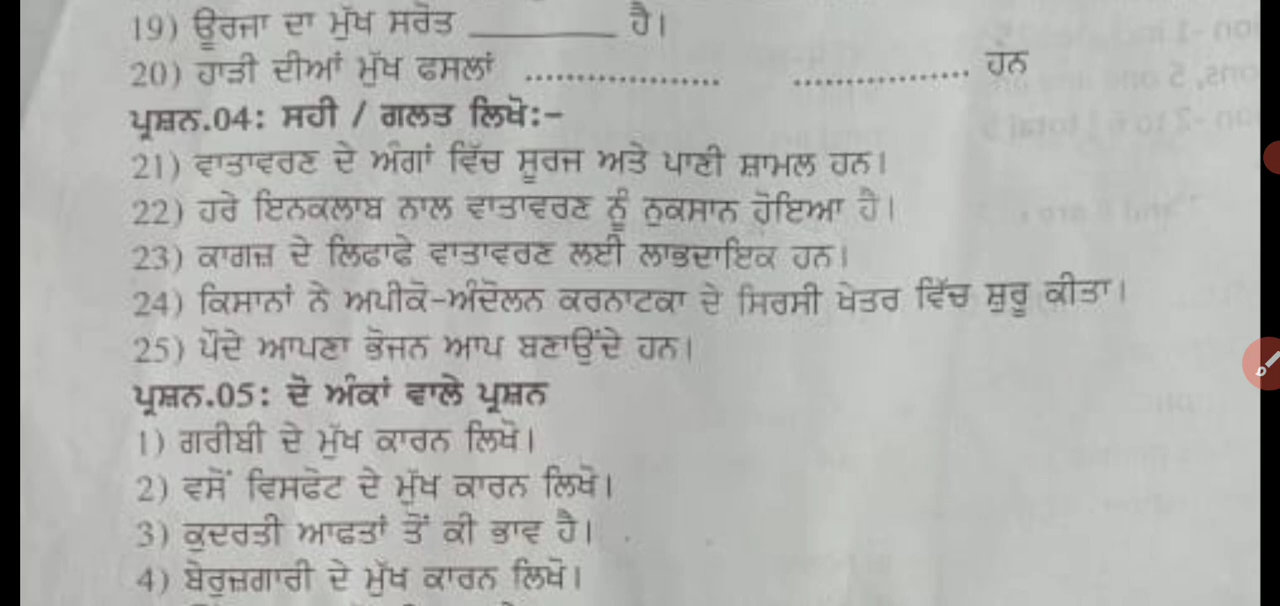 19) ਊਰਜਾ ਦਾ ਮੁੱਖ ਸਰੋਤ ________ ਹੈ।
20) ਹਾੜੀ ਦੀਆਂ ਮੁੱਖ ਫਸਲਾਂ ........................ ...................... ਹਨ
ਪ੍ਰਸ਼ਨ.04: ਸਹੀ / ਗਲਤ ਲਿਖੋ:-
21) ਵਾਤਾਵਰਣ ਦੇ ਅੰਗਾਂ ਵਿੱਚ ਸੂਰਜ ਅਤੇ ਪਾਣੀ ਸ਼ਾਮਲ ਹਨ।
22) ਹਰੇ ਇਨਕਲਾਬ ਨਾਲ ਵਾਤਾਵਰਣ ਨੂੰ ਨੁਕਸਾਨ ਹੋਇਆ ਹੈ।
23) ਕਾਗਜ਼ ਦੇ ਲਿਫਾਫੇ ਵਾਤਾਵਰਣ ਲਈ ਲਾਭਦਾਇਕ ਹਨ।
24) ਕਿਸਾਨਾਂ ਨੇ ਅਪੀਕੋ-ਅੰਦੋਲਨ ਕਰਨਾਟਕਾ ਦੇ ਸਿਰਸੀ ਖੇਤਰ ਵਿੱਚ ਸ਼ੁਰੂ ਕੀਤਾ।
25) ਪੌਦੇ ਆਪਣਾ ਭੋਜਨ ਆਪ ਬਣਾਉਂਦੇ ਹਨ।
ਪ੍ਰਸ਼ਨ.05: ਦੋ ਅੰਕਾਂ ਵਾਲੇ ਪ੍ਰਸ਼ਨ
1) ਗਰੀਬੀ ਦੇ ਮੁੱਖ ਕਾਰਨ ਲਿਖੋ।
2) ਵਸੋਂ ਵਿਸਫੋਟ ਦੇ ਮੁੱਖ ਕਾਰਨ ਲਿਖੋ।
3) ਕੁਦਰਤੀ ਆਫਤਾਂ ਤੋਂ ਕੀ ਭਾਵ ਹੈ।
4) ਬੇਰੁਜ਼ਗਾਰੀ ਦੇ ਮੁੱਖ ਕਾਰਨ ਲਿਖੋ।